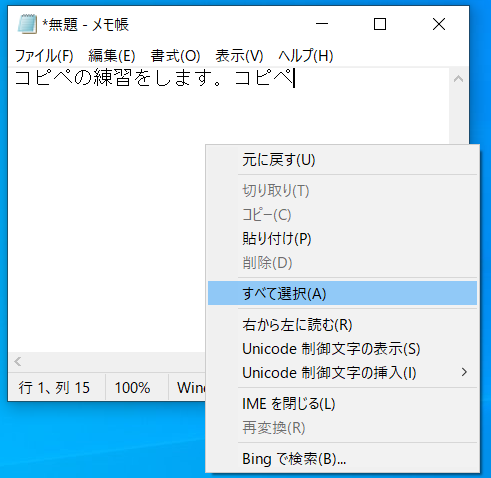 *無題 - メモ帳
ファイル(F) 編集(E) 書式(O) 表示(V) ヘルプ(H)
コピペの練習をします。コピペ
元に戻す(U)
切り取り(T)
コピー(C)
貼り付け(P)
削除(D)
すべて選択(A)
右から左に読む(R)
Unicode 制御文字の表示(S)
Unicode 制御文字の挿入(I)
IME を閉じる(L)
再変換(R)
Bing で検索(B)...
行 1、列 15 100% Wind